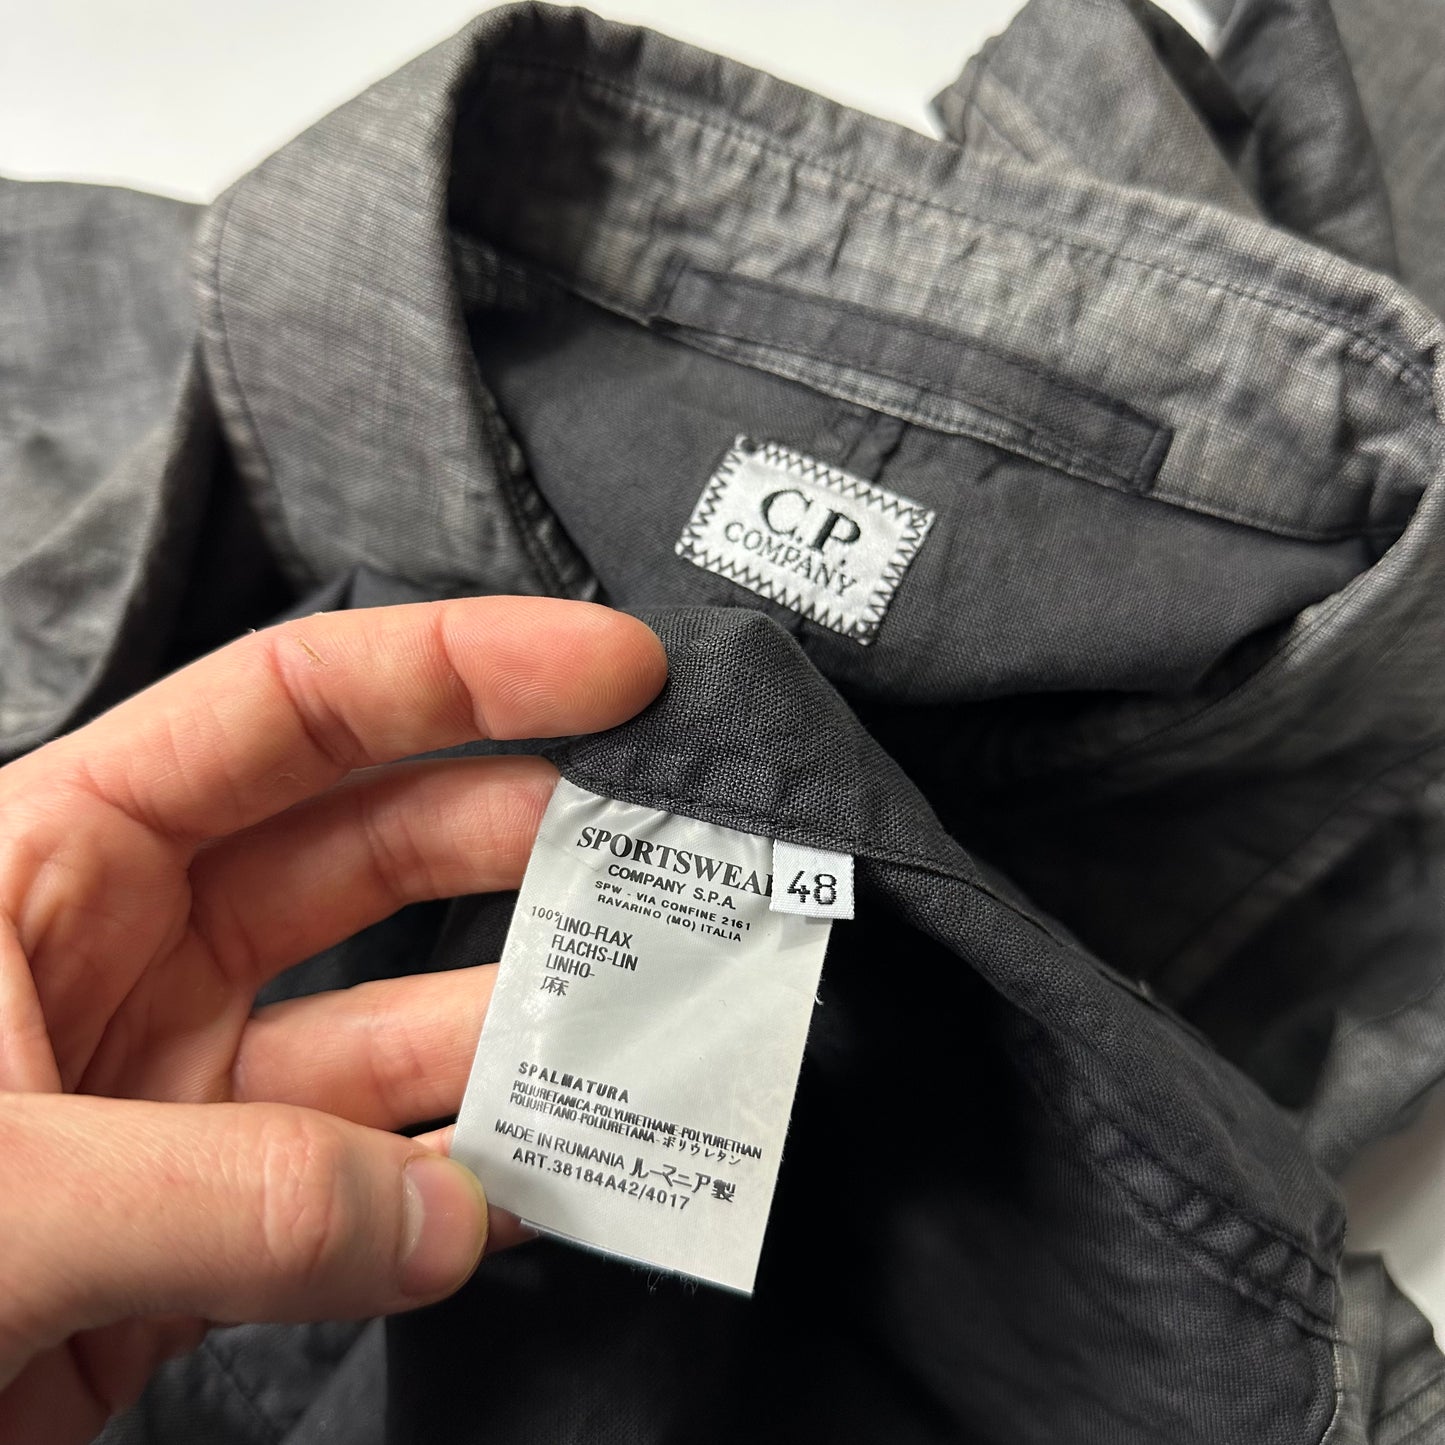 C.P.
COMPANY
SPORTSWEAR
COMPANY S.P.A.
SPW - VIA CONFINE 2161
RAVARINO (MO) ITALIA
48
100% LINO-FLAX
FLACHS-LIN
LINHO-
麻
SPALMATURA
POLIURETANICA-POLYURETHANE-POLYURETHAN
POLIURETANO-POLIURETANA-ポリウレタン
MADE IN RUMANIA ルーマニア製
ART.38184A42/4017